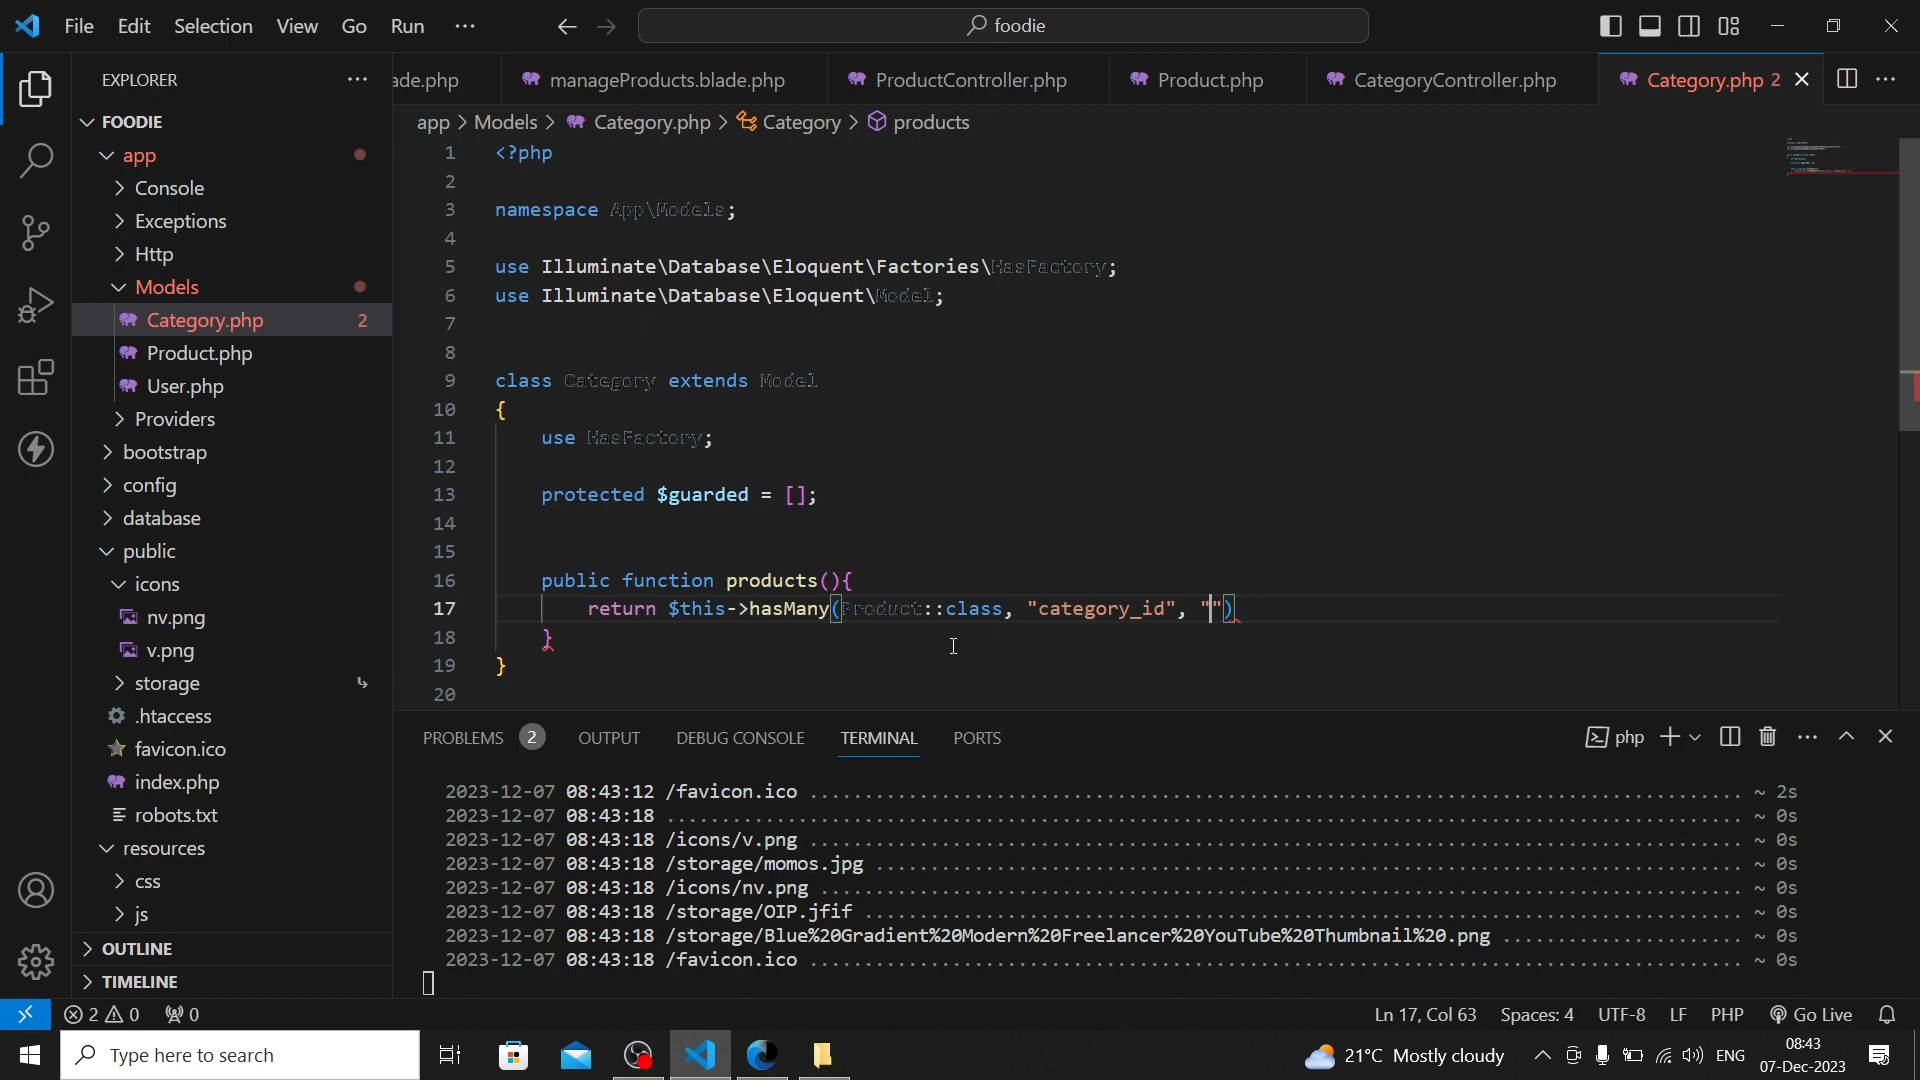 File Edit Selection View Go Run ···
foodie
EXPLORER ···
ade.php manageProducts.blade.php ProductController.php Product.php CategoryController.php Category.php 2
FOODIE
app > Models > Category.php > Category > products
app
Console
Exceptions
Http
Models
Category.php 2
Product.php
User.php
Providers
bootstrap
config
database
public
icons
nv.png
v.png
storage
.htaccess
favicon.ico
index.php
robots.txt
resources
css
js
OUTLINE
TIMELINE
1 <?php
2
3 namespace App\Models;
4
5 use Illuminate\Database\Eloquent\Factories\HasFactory;
6 use Illuminate\Database\Eloquent\Model;
7
8
9 class Category extends Model
10 {
11 use HasFactory;
12
13 protected $guarded = [];
14
15
16 public function products(){
17 return $this->hasMany(Product::class, "category_id", "")
18 }
19 }
20
PROBLEMS 2 OUTPUT DEBUG CONSOLE TERMINAL PORTS php
2023-12-07 08:43:12 /favicon.ico ........ ~ 2s
2023-12-07 08:43:18 ........ ~ 0s
2023-12-07 08:43:18 /icons/v.png ........ ~ 0s
2023-12-07 08:43:18 /storage/momos.jpg ........ ~ 0s
2023-12-07 08:43:18 /icons/nv.png ........ ~ 0s
2023-12-07 08:43:18 /storage/OIP.jfif ........ ~ 0s
2023-12-07 08:43:18 /storage/Blue%20Gradient%20Modern%20Freelancer%20YouTube%20Thumbnail%20.png ........ ~ 0s
2023-12-07 08:43:18 /favicon.ico ........ ~ 0s
2 0 0 Ln 17, Col 63 Spaces: 4 UTF-8 LF PHP Go Live
Type here to search
21°C Mostly cloudy ENG
08:43
07-Dec-2023